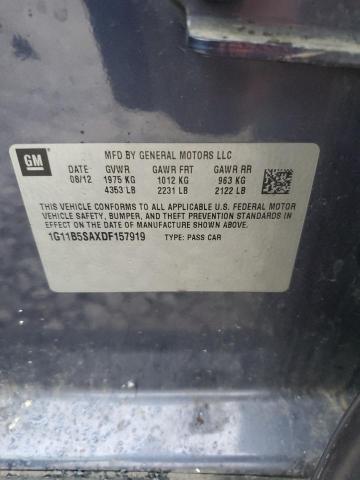 GM MFD BY GENERAL MOTORS LLC
DATE GVWR GAWR FRT GAWR RR
08/12 1975 KG 1012 KG 963 KG
4353 LB 2231 LB 2122 LB
THIS VEHICLE CONFORMS TO ALL APPLICABLE U.S. FEDERAL MOTOR
VEHICLE SAFETY, BUMPER, AND THEFT PREVENTION STANDARDS
IN EFFECT ON THE DATE OF MANUFACTURE SHOWN ABOVE.
1G11B5SAXDF157919 TYPE: PASS CAR